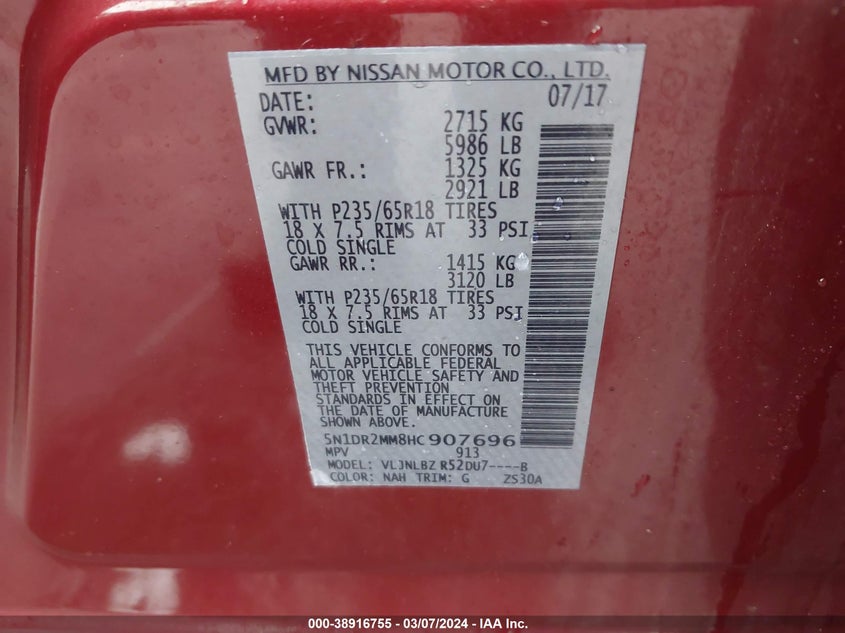 MFD BY NISSAN MOTOR CO., LTD.
DATE: 07/17
GVWR: 2715 KG
5986 LB
GAWR FR.: 1325 KG
2921 LB
WITH P235/65R18 TIRES
18 X 7.5 RIMS AT 33 PSI
COLD SINGLE
GAWR RR.: 1415 KG
3120 LB
WITH P235/65R18 TIRES
18 X 7.5 RIMS AT 33 PSI
COLD SINGLE
THIS VEHICLE CONFORMS TO
ALL APPLICABLE FEDERAL
MOTOR VEHICLE SAFETY AND
THEFT PREVENTION
STANDARDS IN EFFECT ON
THE DATE OF MANUFACTURE
SHOWN ABOVE.
5N1DR2MM8HC907696
MPV 913
MODEL: VLJNLBZ R52DU7----B
COLOR: NAH TRIM: G ZS30A
000-38916755 - 03/07/2024 - IAA Inc.